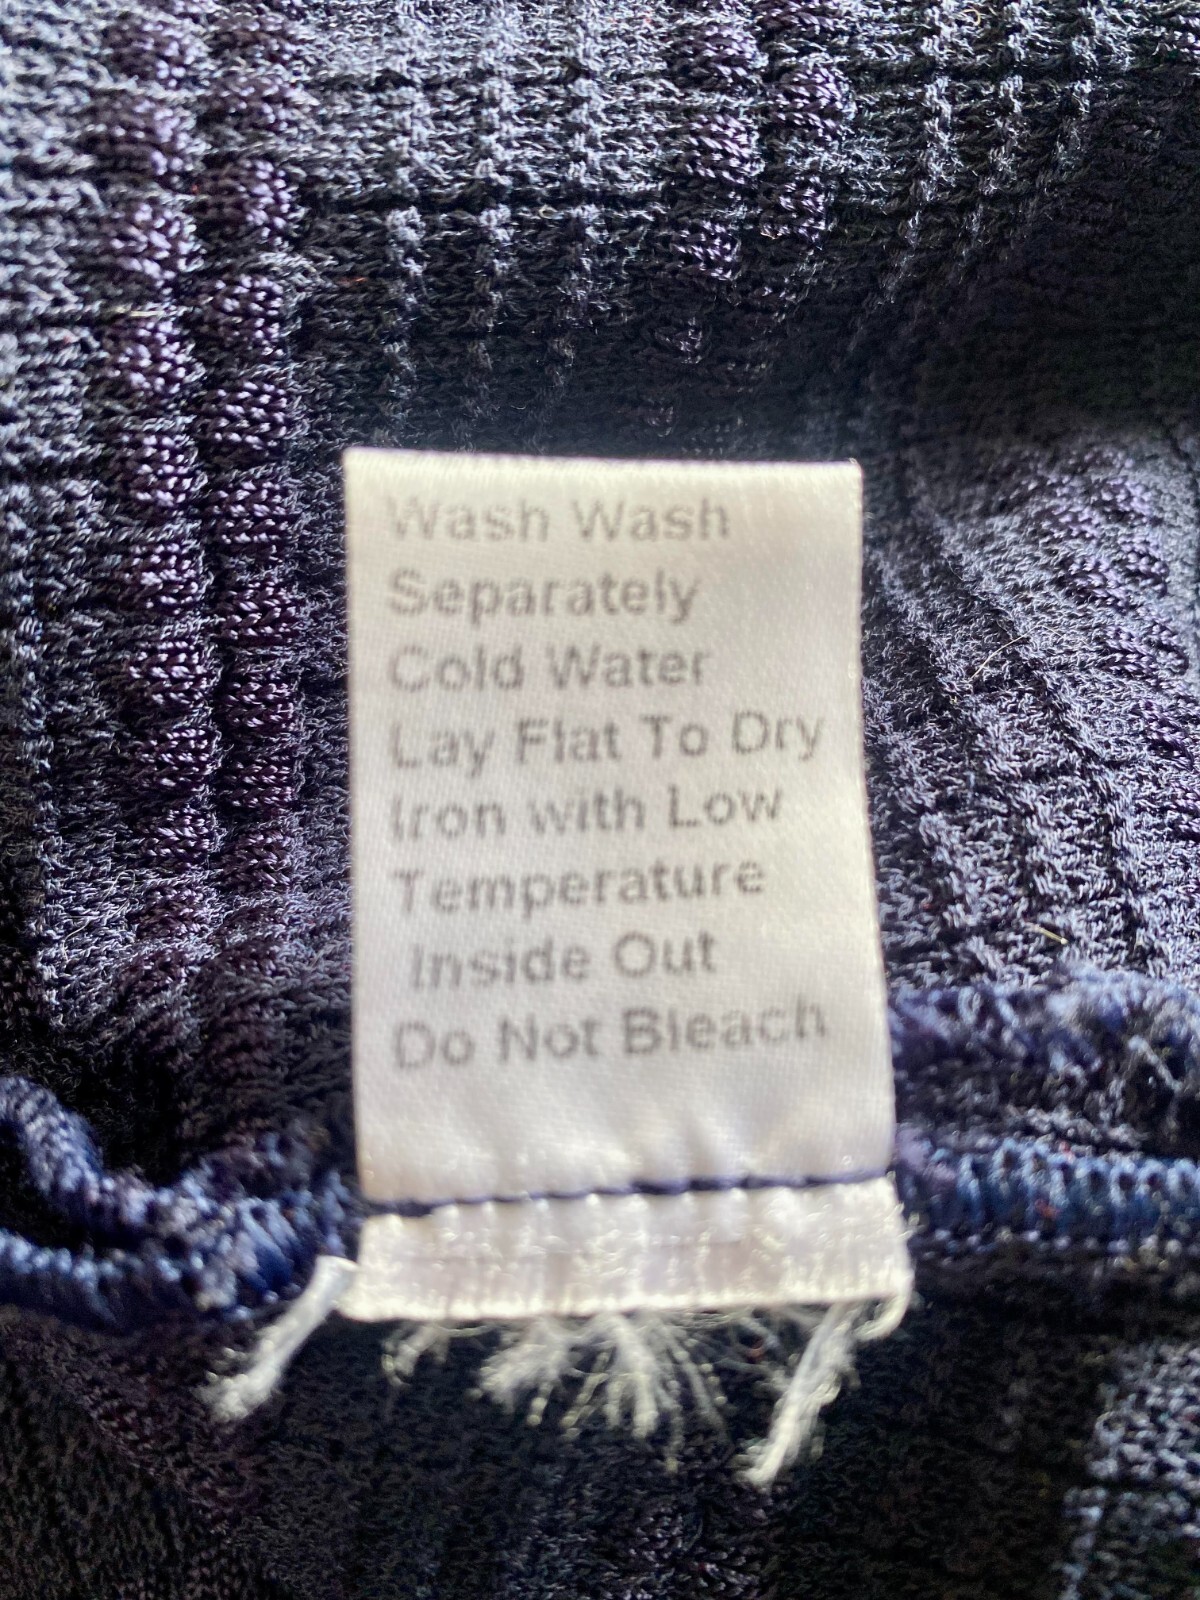 Wash Wash
Separately
Cold Water
Lay Flat To Dry
Iron with Low
Temperature
Inside Out
Do Not Bleach